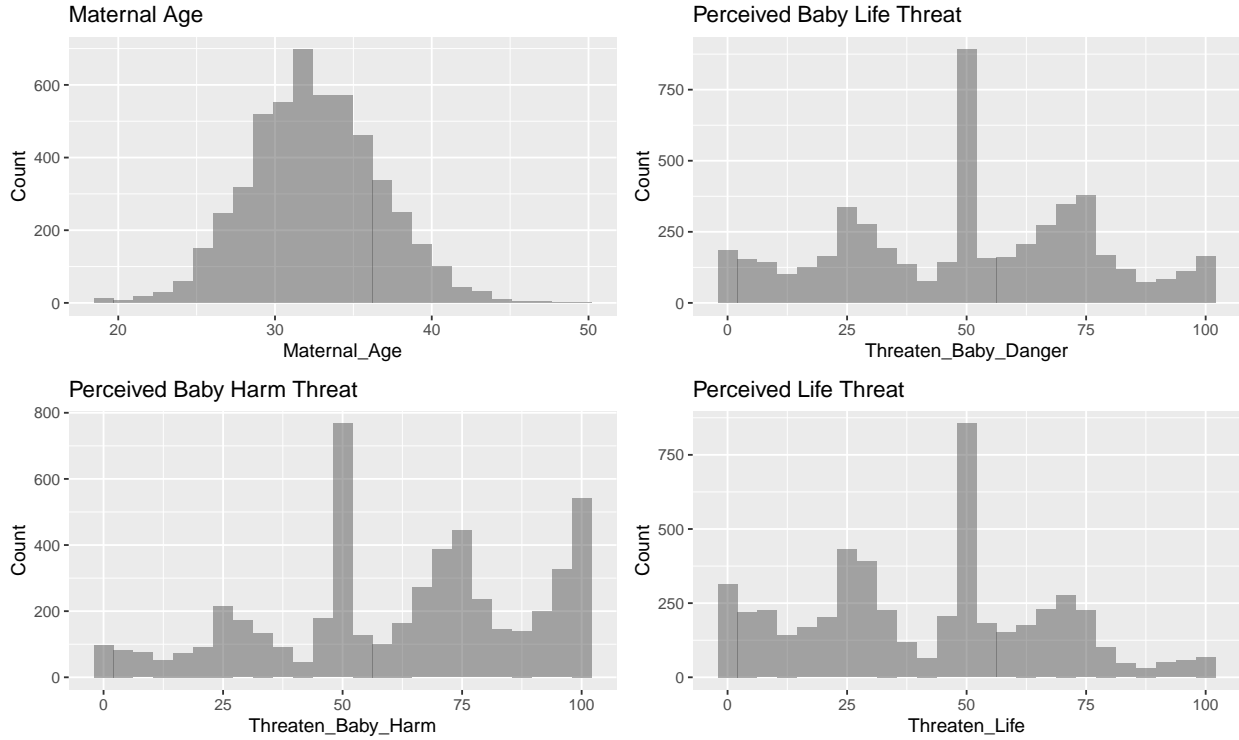 Maternal Age
Count
600
400
200
0
20 30 40 50
Maternal_Age
Perceived Baby Life Threat
Count
750
500
250
0
0 25 50 75 100
Threaten_Baby_Danger
Perceived Baby Harm Threat
Count
800
600
400
200
0
0 25 50 75 100
Threaten_Baby_Harm
Perceived Life Threat
Count
750
500
250
0
0 25 50 75 100
Threaten_Life